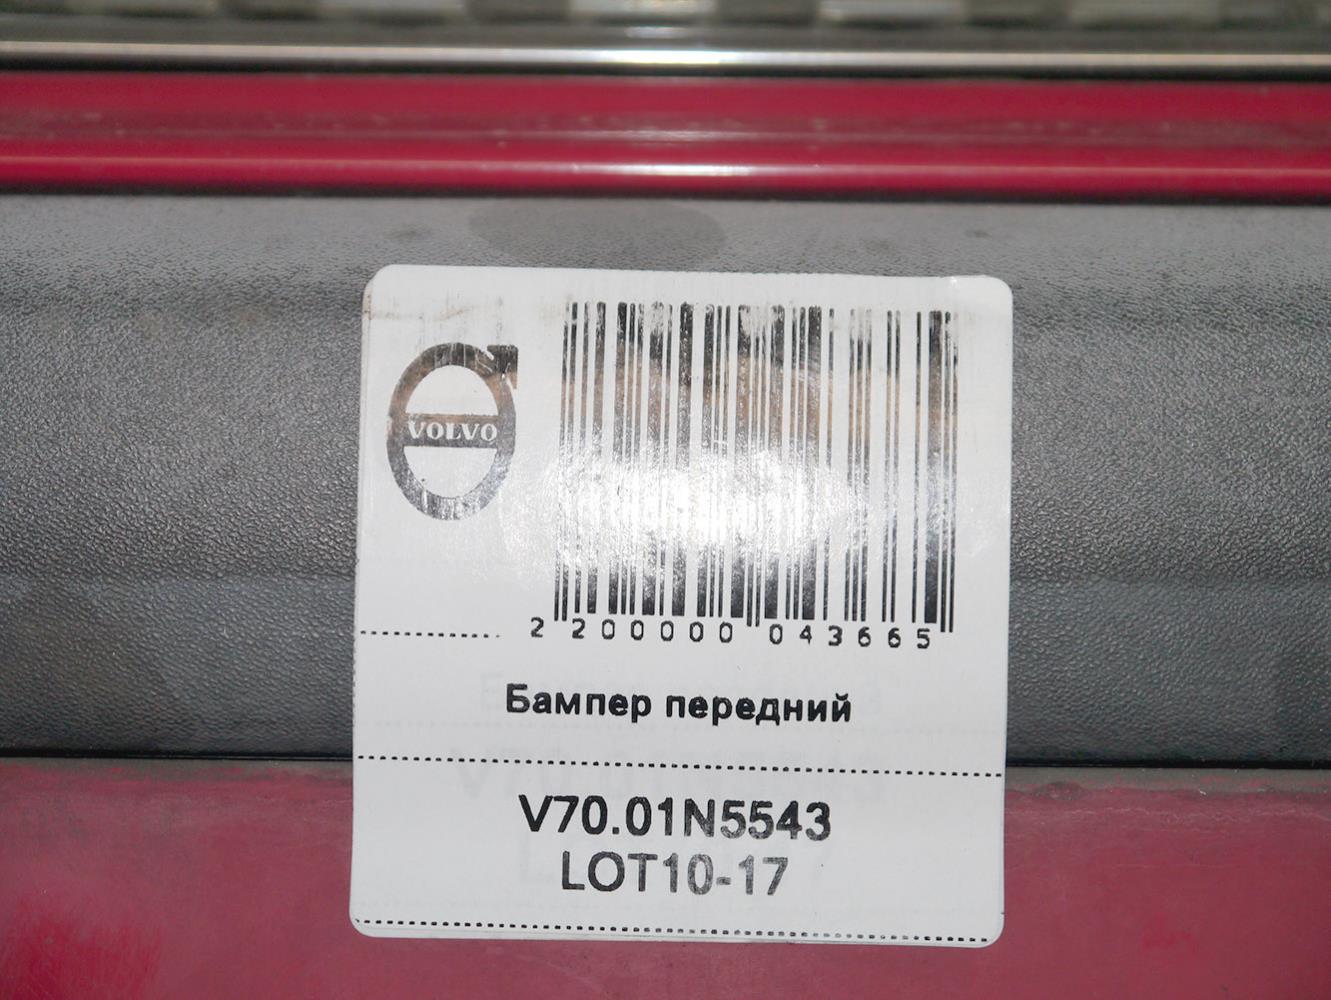 VOLVO
2 200000 043665
Бампер передний
V70.01N5543
LOT10-17